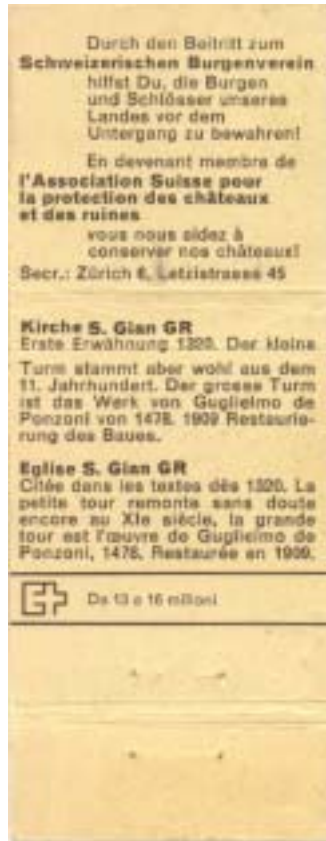 Durch den Beitritt zum
Schweizerischen Burgenverein
hilfst Du, die Burgen
und Schlösser unseres
Landes vor dem
Untergang zu bewahren!
En devenant membre de
l'Association Suisse pour
la protection des châteaux
et des ruines
vous nous aidez à
conserver nos châteaux!
Secr.: Zürich 6, Letzistrasse 45
Kirche S. Gian GR
Erste Erwähnung 1320. Der kleine
Turm stammt aber wohl aus dem
11. Jahrhundert. Der grosse Turm
ist das Werk von Guglielmo de
Ponzoni von 1478. 1909 Restaurie-
rung des Baues.
Eglise S. Gian GR
Citée dans les textes dès 1320. La
petite tour remonte sans doute
encore au XIe siècle, la grande
tour est l'œuvre de Guglielmo de
Ponzoni, 1478. Restaurée en 1909.
Da 13 a 16 milioni